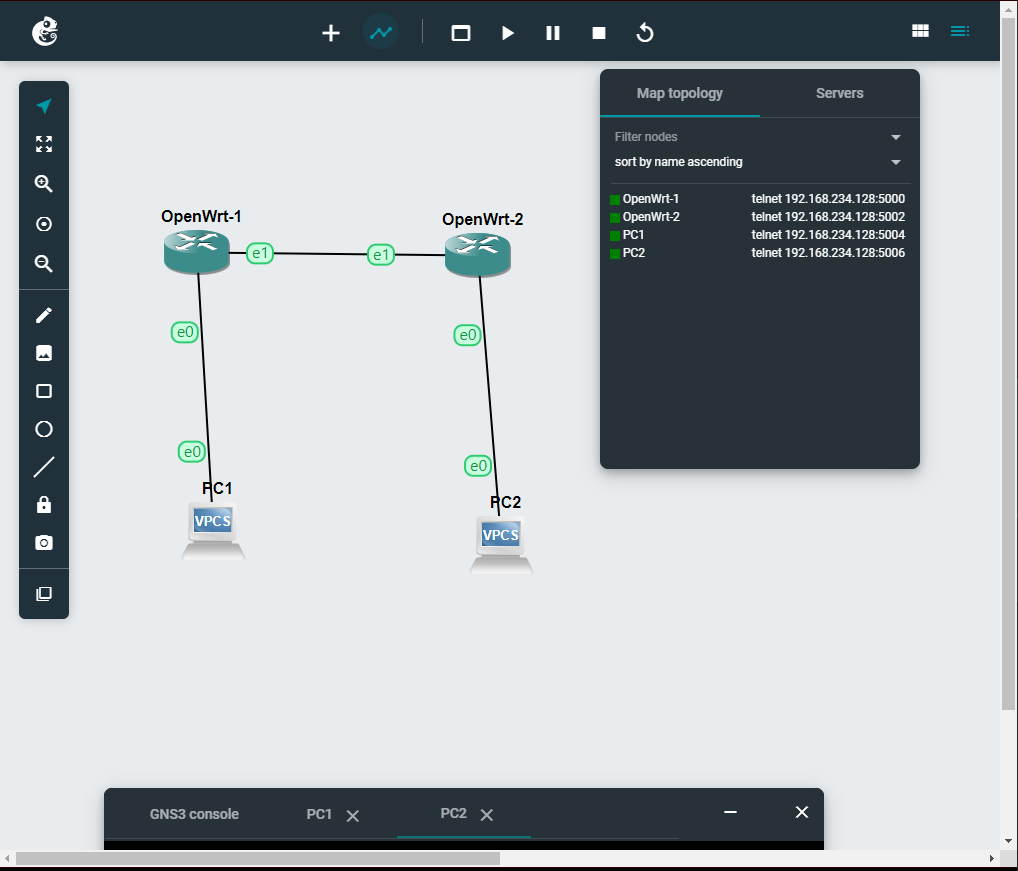 Map topology
Servers
Filter nodes
sort by name ascending
OpenWrt-1 telnet 192.168.234.128:5000
OpenWrt-2 telnet 192.168.234.128:5002
PC1 telnet 192.168.234.128:5004
PC2 telnet 192.168.234.128:5006
OpenWrt-1
OpenWrt-2
e1
e1
e0
e0
e0
e0
PC1
PC2
VPCS
VPCS
GNS3 console
PC1
PC2